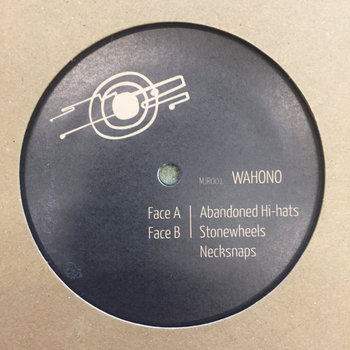 MJR001 WAHONO
Face A Abandoned Hi-hats
Face B Stonewheels
Necksnaps